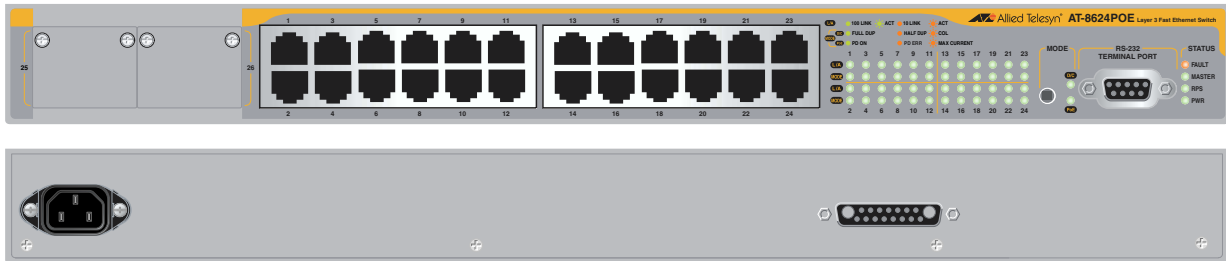 1 3 5 7 9 11 13 15 17 19 21 23
L/A 100 LINK ACT 10 LINK ACT
D/C FULL DUP HALF DUP COL
PoE PD ON PD ERR MAX CURRENT
Allied Telesyn® AT-8624POE Layer 3 Fast Ethernet Switch
25 26
1 3 5 7 9 11 13 15 17 19 21 23
L/A
MODE
L/A
MODE
2 4 6 8 10 12 14 16 18 20 22 24
MODE
D/C
PoE
RS-232
TERMINAL PORT
STATUS
FAULT
MASTER
RPS
PWR
2 4 6 8 10 12 14 16 18 20 22 24